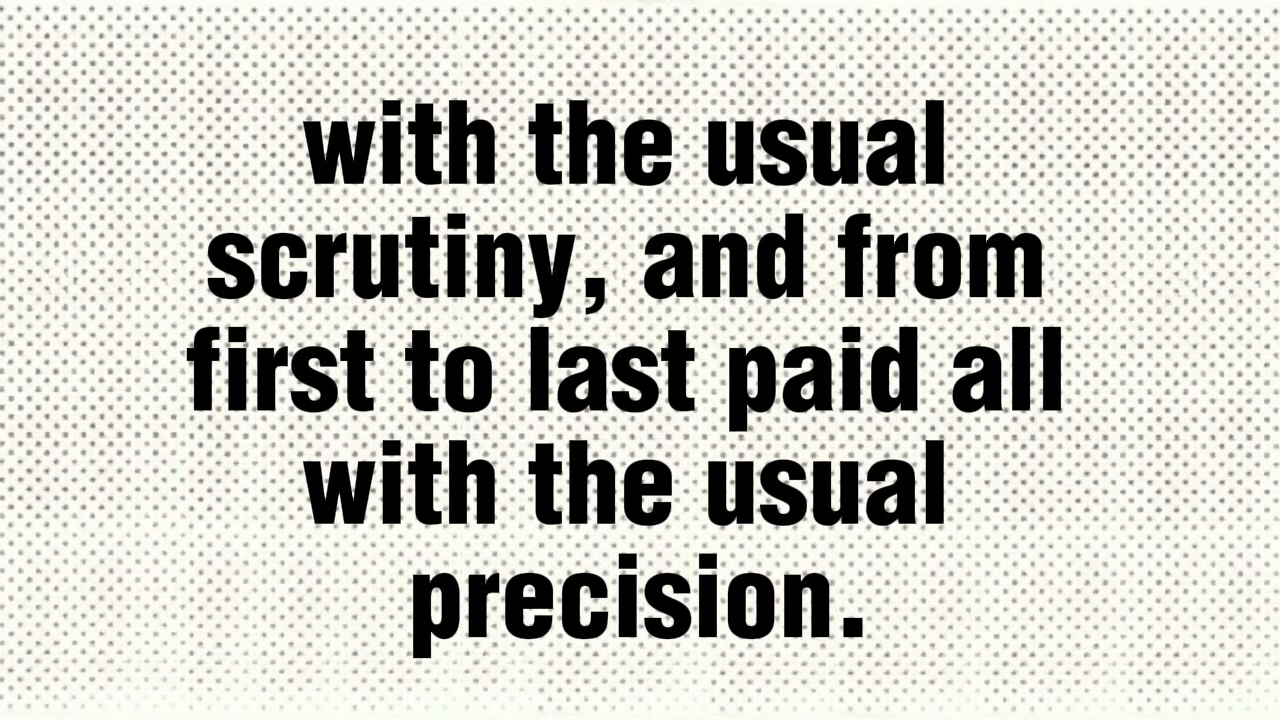 with the usual
scrutiny, and from
first to last paid all
with the usual
precision.